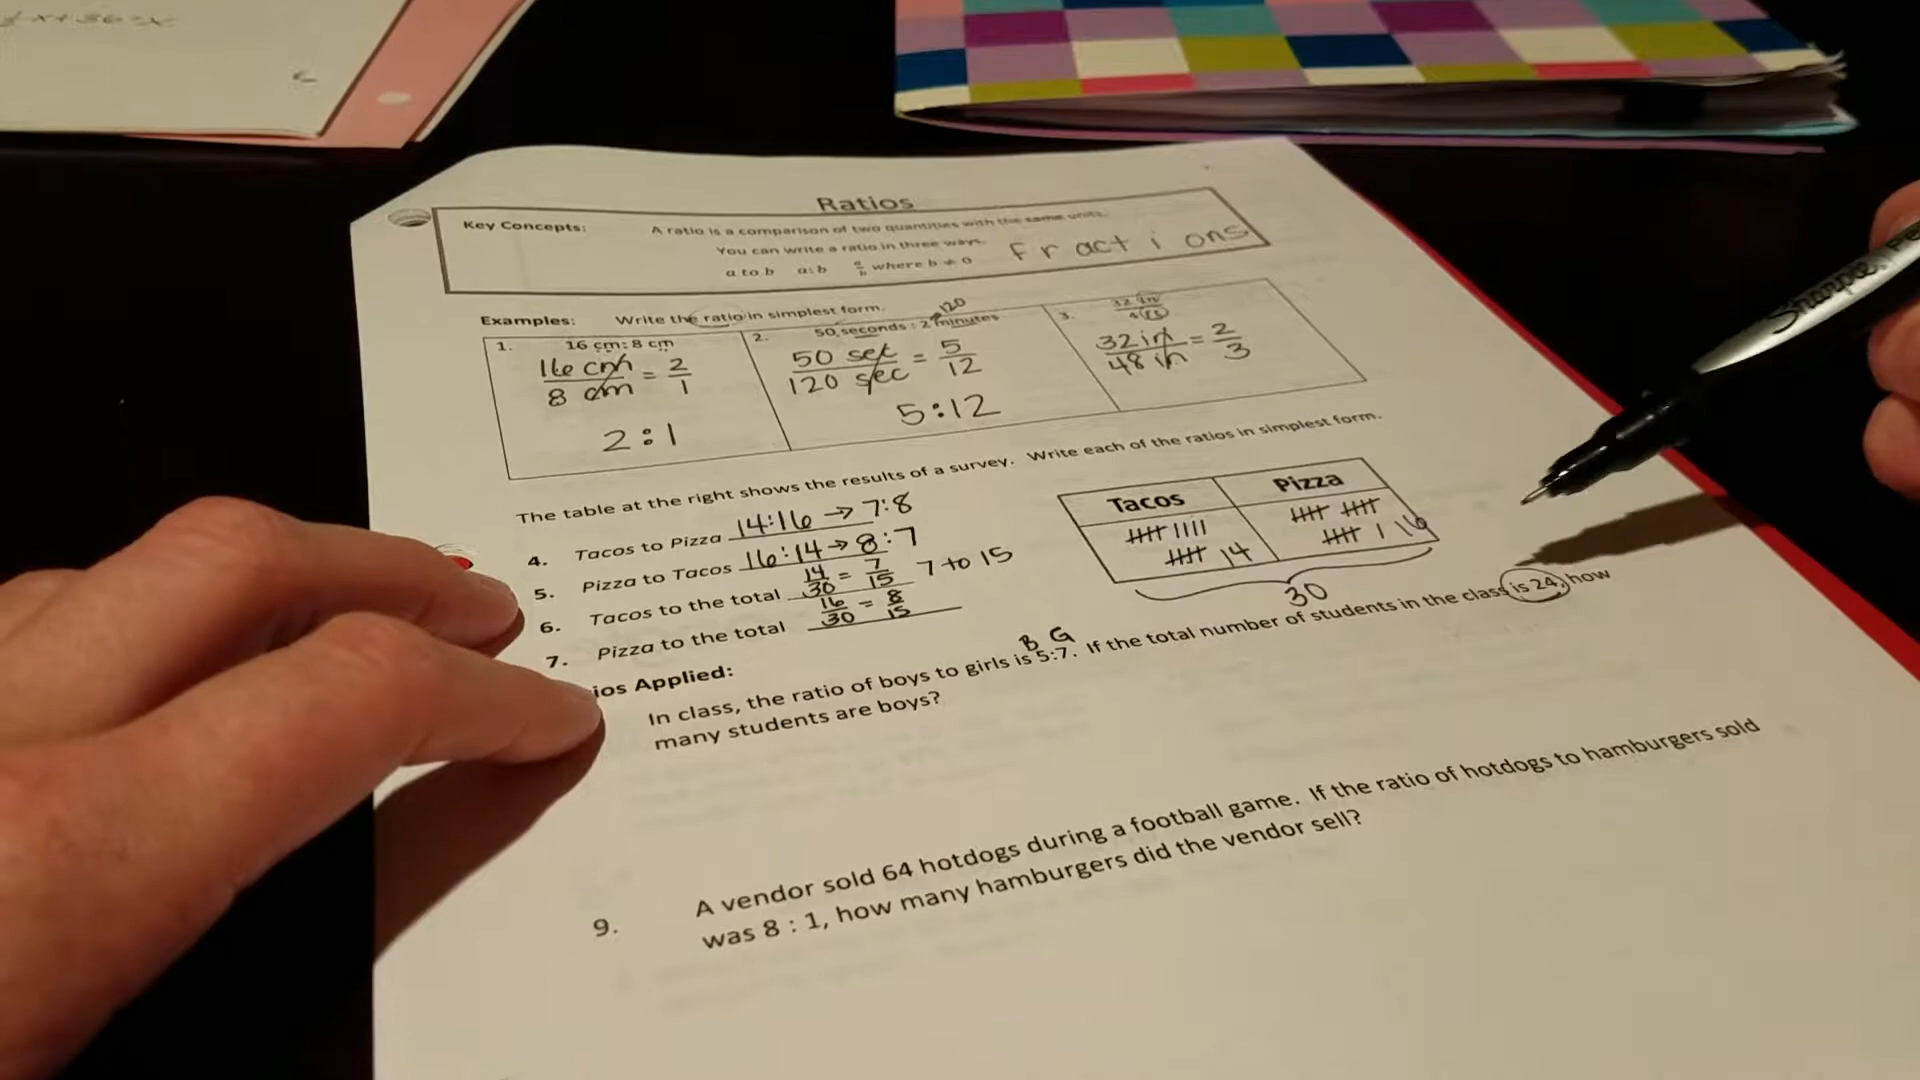 Ratios
Key Concepts: A ratio is a comparison of two quantities with the same units.
You can write a ratio in three ways. fractions
a to b a:b a/b where b ≠ 0
Examples: Write the ratio in simplest form.
1. 16 cm: 8 cm
16 cm / 8 cm = 2/1
2:1
2. 50 seconds : 2 minutes 120
50 sec / 120 sec = 5/12
5:12
3. 32 in
32 in / 48 in = 2/3
The table at the right shows the results of a survey. Write each of the ratios in simplest form.
4. Tacos to Pizza 14:16 → 7:8
5. Pizza to Tacos 16:14 → 8:7
6. Tacos to the total 14/30 = 7/15 7 to 15
7. Pizza to the total 16/30 = 8/15
Tacos Pizza
14 16
30
ios Applied:
B G
In class, the ratio of boys to girls is 5:7. If the total number of students in the class is 24, how
many students are boys?
9. A vendor sold 64 hotdogs during a football game. If the ratio of hotdogs to hamburgers sold
was 8 : 1, how many hamburgers did the vendor sell?
Sharpie